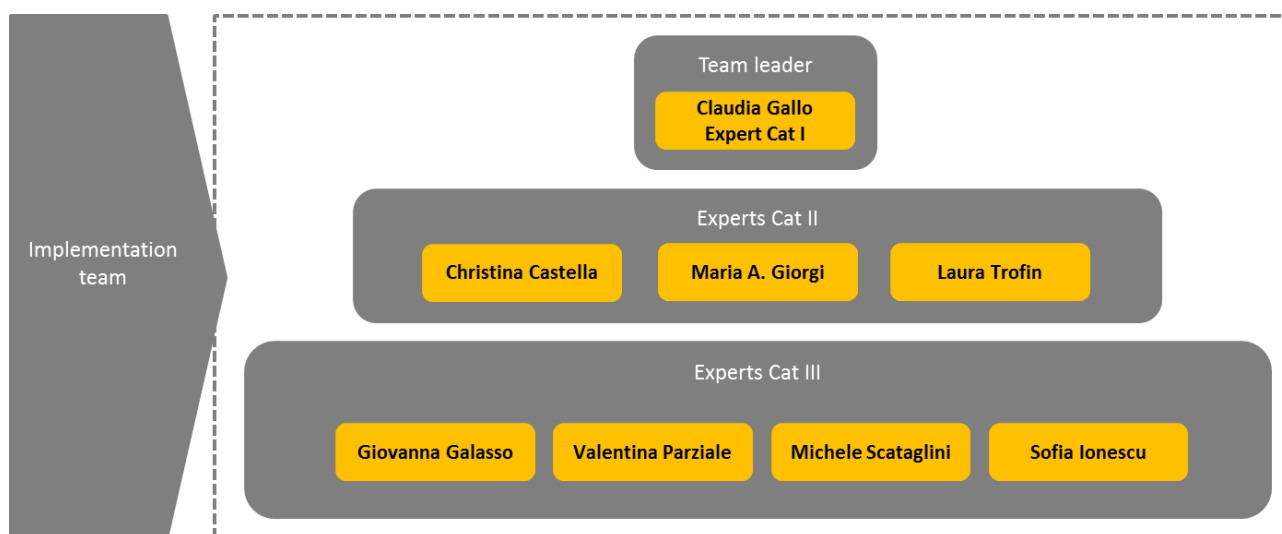 Team leader
Claudia Gallo
Expert Cat I
Implementation
team
Experts Cat II
Christina Castella
Maria A. Giorgi
Laura Trofin
Experts Cat III
Giovanna Galasso
Valentina Parziale
Michele Scataglini
Sofia Ionescu